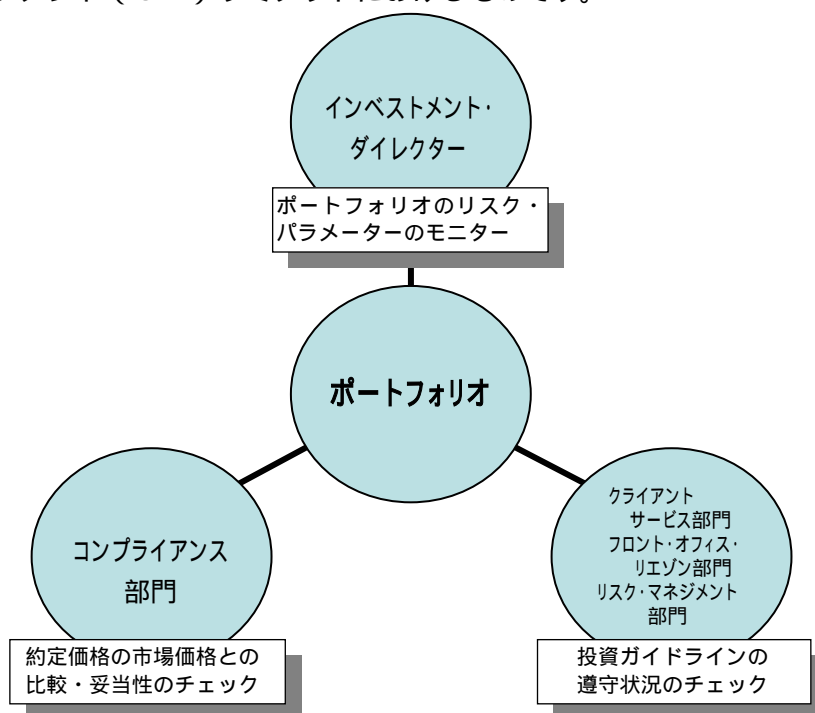 インベストメント・
ダイレクター
ポートフォリオのリスク・
パラメーターのモニター
ポートフォリオ
コンプライアンス
部門
約定価格の市場価格との
比較・妥当性のチェック
クライアント
サービス部門
フロント・オフィス・
リエゾン部門
リスク・マネジメント
部門
投資ガイドラインの
遵守状況のチェック